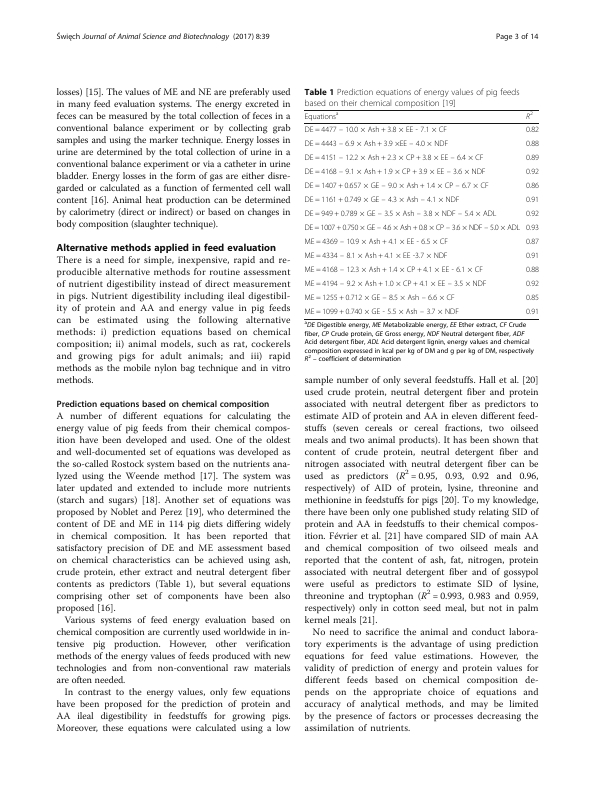 Święch Journal of Animal Science and Biotechnology (2017) 8:39
Page 3 of 14
losses) [15]. The values of ME and NE are preferably used
in many feed evaluation systems. The energy excreted in
feces can be measured by the total collection of feces in a
conventional balance experiment or by collecting grab
samples and using the marker technique. Energy losses in
urine are determined by the total collection of urine in a
conventional balance experiment or via a catheter in urine
bladder. Energy losses in the form of gas are either disre-
garded or calculated as a function of fermented cell wall
content [16]. Animal heat production can be determined
by calorimetry (direct or indirect) or based on changes in
body composition (slaughter technique).
Alternative methods applied in feed evaluation
There is a need for simple, inexpensive, rapid and re-
producible alternative methods for routine assessment
of nutrient digestibility instead of direct measurement
in pigs. Nutrient digestibility including ileal digestibil-
ity of protein and AA and energy value in pig feeds
can be estimated using the following alternative
methods: i) prediction equations based on chemical
composition; ii) animal models, such as rat, cockerels
and growing pigs for adult animals; and iii) rapid
methods as the mobile nylon bag technique and in vitro
methods.
Prediction equations based on chemical composition
A number of different equations for calculating the
energy value of pig feeds from their chemical compos-
ition have been developed and used. One of the oldest
and well-documented set of equations was developed as
the so-called Rostock system based on the nutrients ana-
lyzed using the Weende method [17]. The system was
later updated and extended to include more nutrients
(starch and sugars) [18]. Another set of equations was
proposed by Noblet and Perez [19], who determined the
content of DE and ME in 114 pig diets differing widely
in chemical composition. It has been reported that
satisfactory precision of DE and ME assessment based
on chemical characteristics can be achieved using ash,
crude protein, ether extract and neutral detergent fiber
contents as predictors (Table 1), but several equations
comprising other set of components have been also
proposed [16].
Various systems of feed energy evaluation based on
chemical composition are currently used worldwide in in-
tensive pig production. However, other verification
methods of the energy values of feeds produced with new
technologies and from non-conventional raw materials
are often needed.
In contrast to the energy values, only few equations
have been proposed for the prediction of protein and
AA ileal digestibility in feedstuffs for growing pigs.
Moreover, these equations were calculated using a low
Table 1 Prediction equations of energy values of pig feeds
based on their chemical composition [19]
Equationsa R2
DE = 4477 − 10.0 × Ash + 3.8 × EE - 7.1 × CF 0.82
DE = 4443 − 6.9 × Ash + 3.9 ×EE − 4.0 × NDF 0.88
DE = 4151 − 12.2 × Ash + 2.3 × CP + 3.8 × EE − 6.4 × CF 0.89
DE = 4168 − 9.1 × Ash + 1.9 × CP + 3.9 × EE − 3.6 × NDF 0.92
DE = 1407 + 0.657 × GE − 9.0 × Ash + 1.4 × CP − 6.7 × CF 0.86
DE = 1161 + 0.749 × GE − 4.3 × Ash − 4.1 × NDF 0.91
DE = 949 + 0.789 × GE − 3.5 × Ash − 3.8 × NDF − 5.4 × ADL 0.92
DE = 1007 + 0.750 × GE − 4.6 × Ash + 0.8 × CP − 3.6 × NDF − 5.0 × ADL 0.93
ME = 4369 − 10.9 × Ash + 4.1 × EE - 6.5 × CF 0.87
ME = 4334 − 8.1 × Ash + 4.1 × EE -3.7 × NDF 0.91
ME = 4168 − 12.3 × Ash + 1.4 × CP + 4.1 × EE - 6.1 × CF 0.88
ME = 4194 − 9.2 × Ash + 1.0 × CP + 4.1 × EE − 3.5 × NDF 0.92
ME = 1255 + 0.712 × GE − 8.5 × Ash − 6.6 × CF 0.85
ME = 1099 + 0.740 × GE - 5.5 × Ash − 3.7 × NDF 0.91
aDE Digestible energy, ME Metabolizable energy, EE Ether extract, CF Crude
fiber, CP Crude protein, GE Gross energy, NDF Neutral detergent fiber, ADF
Acid detergent fiber, ADL Acid detergent lignin, energy values and chemical
composition expressed in kcal per kg of DM and g per kg of DM, respectively
R2 – coefficient of determination
sample number of only several feedstuffs. Hall et al. [20]
used crude protein, neutral detergent fiber and protein
associated with neutral detergent fiber as predictors to
estimate AID of protein and AA in eleven different feed-
stuffs (seven cereals or cereal fractions, two oilseed
meals and two animal products). It has been shown that
content of crude protein, neutral detergent fiber and
nitrogen associated with neutral detergent fiber can be
used as predictors (R2 = 0.95, 0.93, 0.92 and 0.96,
respectively) of AID of protein, lysine, threonine and
methionine in feedstuffs for pigs [20]. To my knowledge,
there have been only one published study relating SID of
protein and AA in feedstuffs to their chemical compos-
ition. Février et al. [21] have compared SID of main AA
and chemical composition of two oilseed meals and
reported that the content of ash, fat, nitrogen, protein
associated with neutral detergent fiber and of gossypol
were useful as predictors to estimate SID of lysine,
threonine and tryptophan (R2 = 0.993, 0.983 and 0.959,
respectively) only in cotton seed meal, but not in palm
kernel meals [21].
No need to sacrifice the animal and conduct labora-
tory experiments is the advantage of using prediction
equations for feed value estimations. However, the
validity of prediction of energy and protein values for
different feeds based on chemical composition de-
pends on the appropriate choice of equations and
accuracy of analytical methods, and may be limited
by the presence of factors or processes decreasing the
assimilation of nutrients.